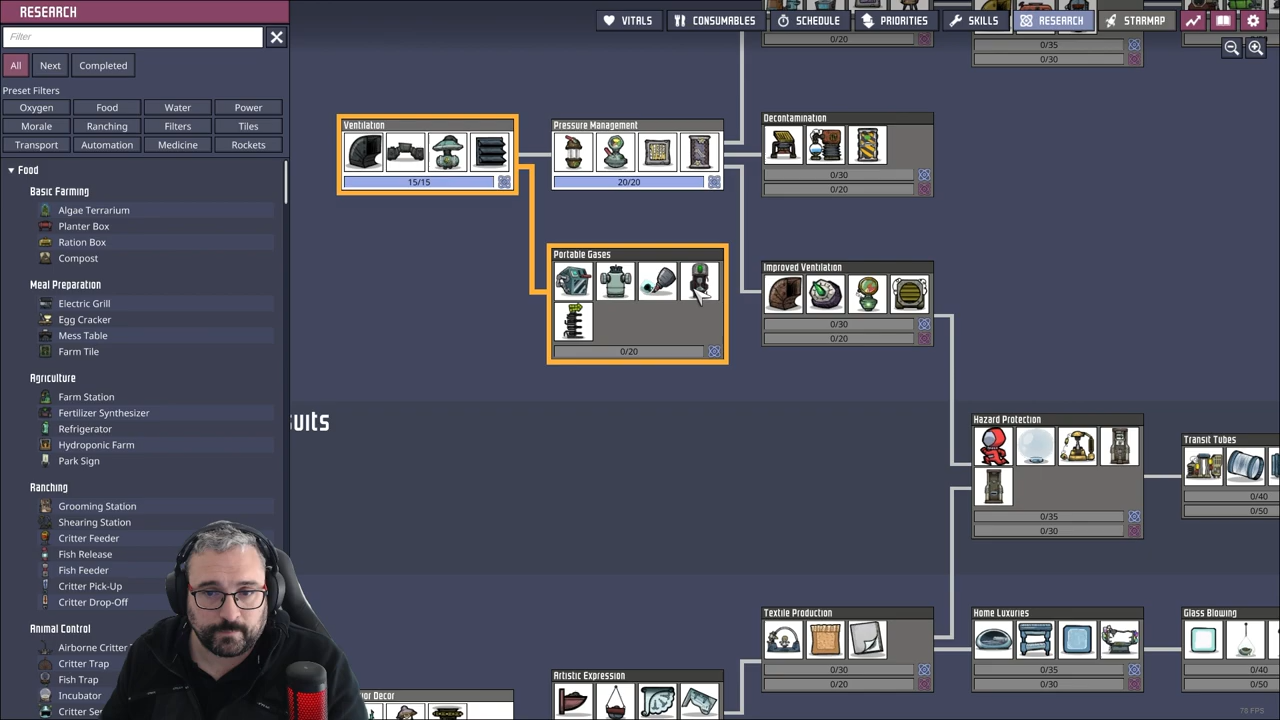 RESEARCH
VITALS
CONSUMABLES
SCHEDULE
PRIORITIES
SKILLS
RESEARCH
STARMAP
Filter
All
Next
Completed
Preset Filters
Oxygen
Food
Water
Power
Morale
Ranching
Filters
Tiles
Transport
Automation
Medicine
Rockets
Food
Basic Farming
Algae Terrarium
Planter Box
Ration Box
Compost
Meal Preparation
Electric Grill
Egg Cracker
Mess Table
Farm Tile
Agriculture
Farm Station
Fertilizer Synthesizer
Refrigerator
Hydroponic Farm
Park Sign
Ranching
Grooming Station
Shearing Station
Critter Feeder
Fish Release
Fish Feeder
Critter Pick-Up
Critter Drop-Off
Animal Control
Airborne Critter
Critter Trap
Fish Trap
Incubator
Critter
0/20
0/35
0/30
Ventilation
15/15
Pressure Management
20/20
Decontamination
0/30
0/20
Portable Gases
0/20
Improved Ventilation
0/30
0/20
suits
Hazard Protection
0/35
0/30
Transit Tubes
0/40
0/50
Textile Production
0/30
0/20
Home Luxuries
0/35
0/30
Glass Blowing
0/40
0/50
Artistic Expression
Decor
76 FPS